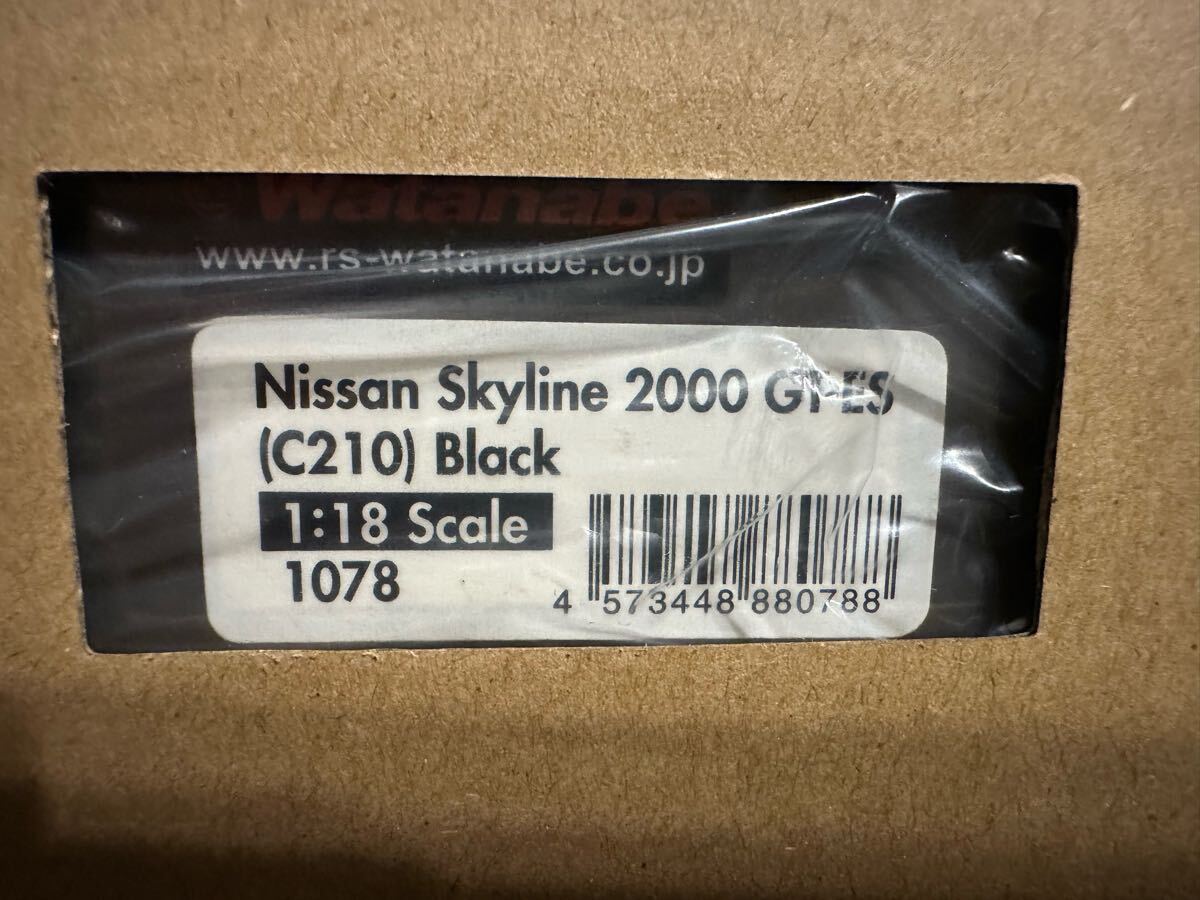 Watanabe
www.rs-watanabe.co.jp
Nissan Skyline 2000 GT-ES
(C210) Black
1:18 Scale
1078
4 573448 880788